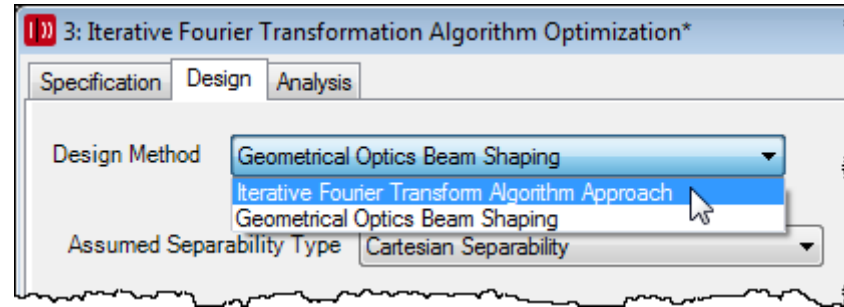 3: Iterative Fourier Transformation Algorithm Optimization*
Specification Design Analysis
Design Method Geometrical Optics Beam Shaping
Iterative Fourier Transform Algorithm Approach
Geometrical Optics Beam Shaping
Assumed Separability Type Cartesian Separability